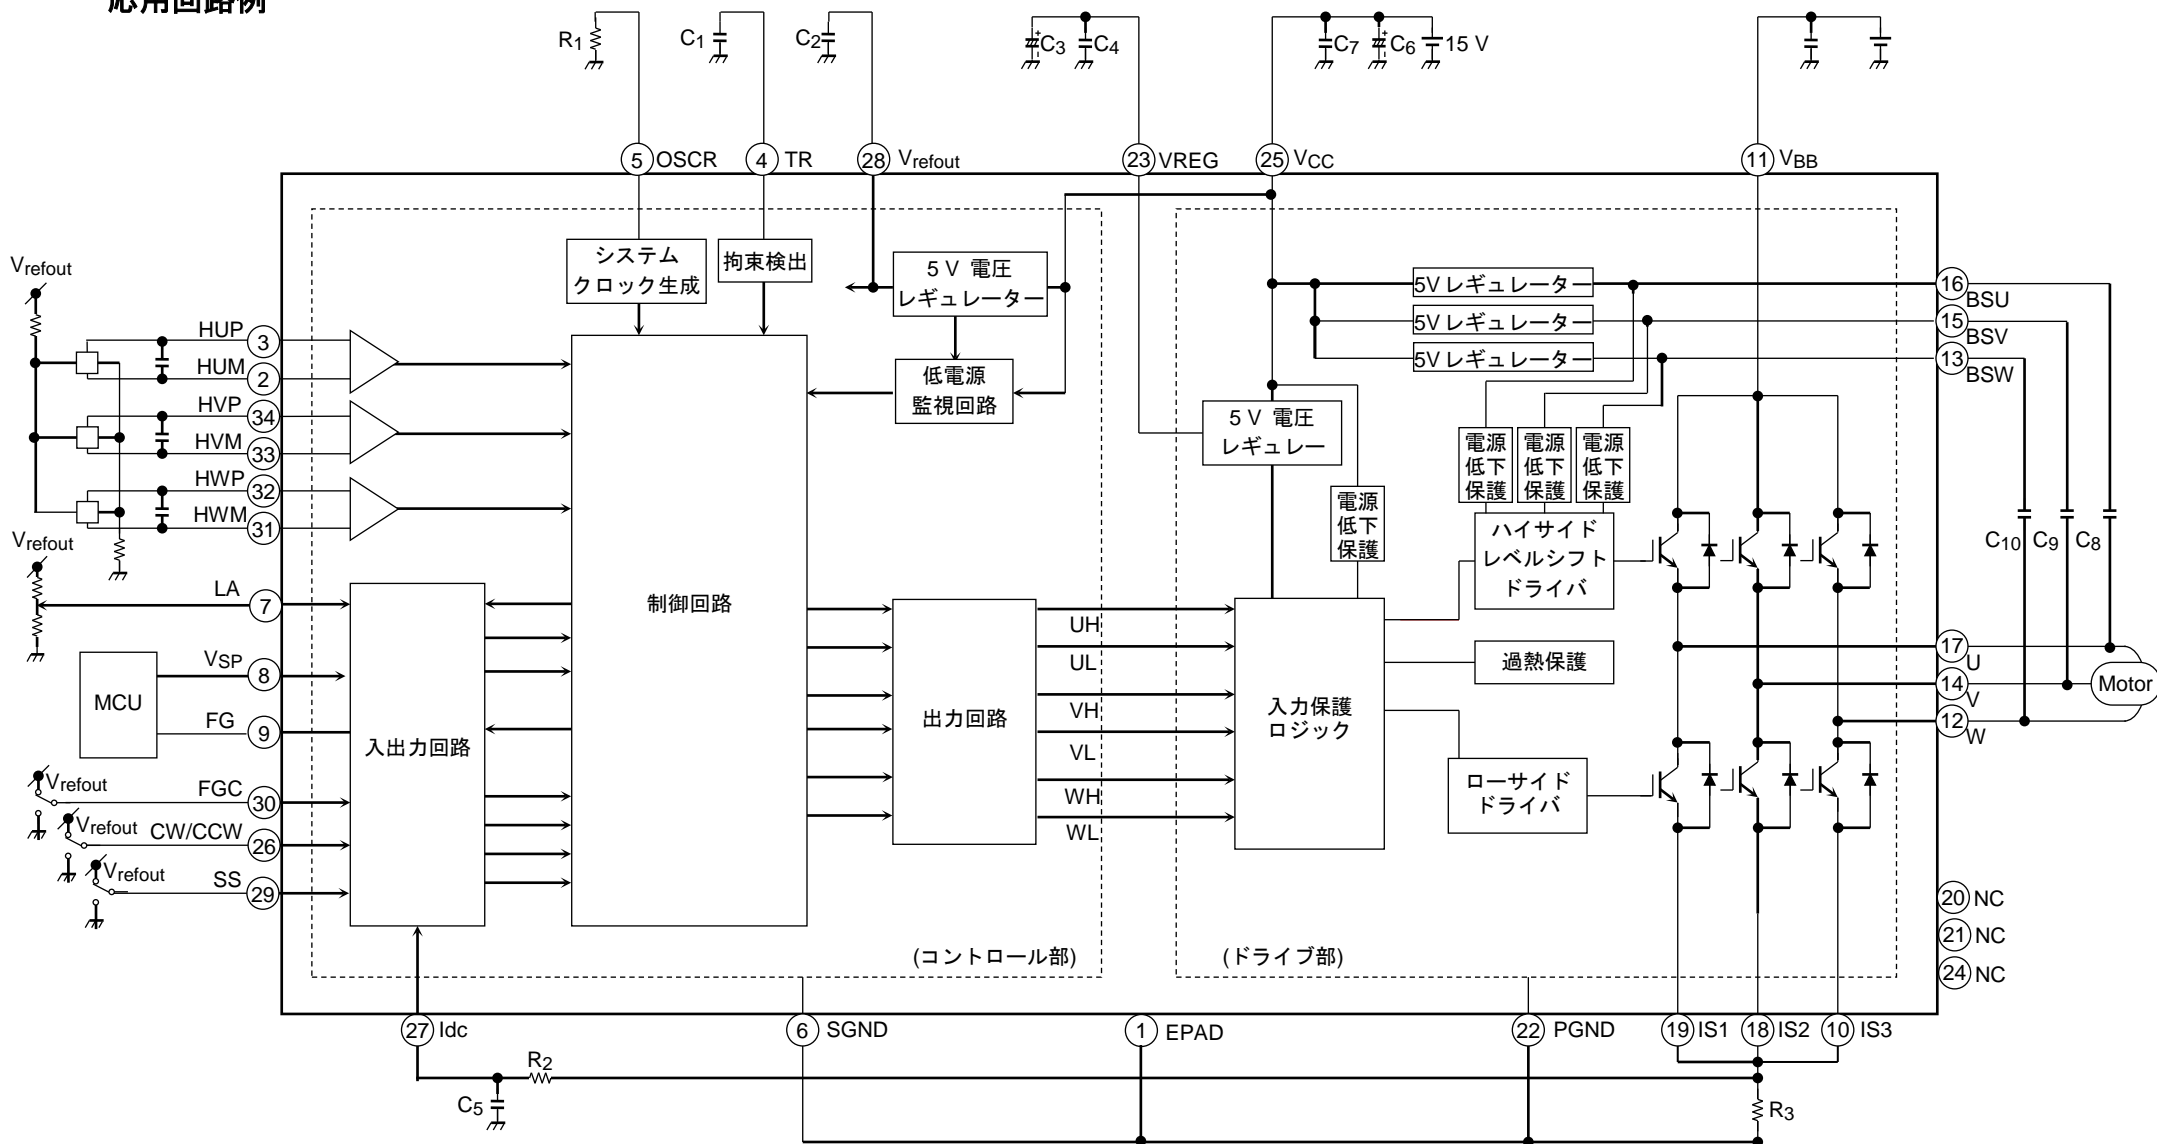 応用回路例
R1
C1
C2
C3
C4
C7
C6
15 V
5 OSCR
4 TR
28 Vrefout
23 VREG
25 VCC
11 VBB
システム
クロック生成
拘束検出
5 V 電圧
レギュレーター
低電源
監視回路
Vrefout
HUP 3
HUM 2
HVP 34
HVM 33
HWP 32
HWM 31
Vrefout
LA 7
MCU
VSP 8
FG 9
Vrefout
FGC 30
Vrefout
CW/CCW 26
Vrefout
SS 29
入出力回路
制御回路
出力回路
UH
UL
VH
VL
WH
WL
(コントロール部)
5V レギュレーター
5V レギュレーター
5V レギュレーター
5 V 電圧
レギュレー
電源
低下
保護
電源
低下
保護
電源
低下
保護
電源
低下
保護
ハイサイド
レベルシフト
ドライバ
過熱保護
入力保護
ロジック
ローサイド
ドライバ
(ドライブ部)
16
BSU
15
BSV
13
BSW
C10
C9
C8
17
U
14
V
12
W
Motor
20 NC
21 NC
24 NC
27 Idc
6 SGND
1 EPAD
22 PGND
19 IS1
18 IS2
10 IS3
R2
C5
R3